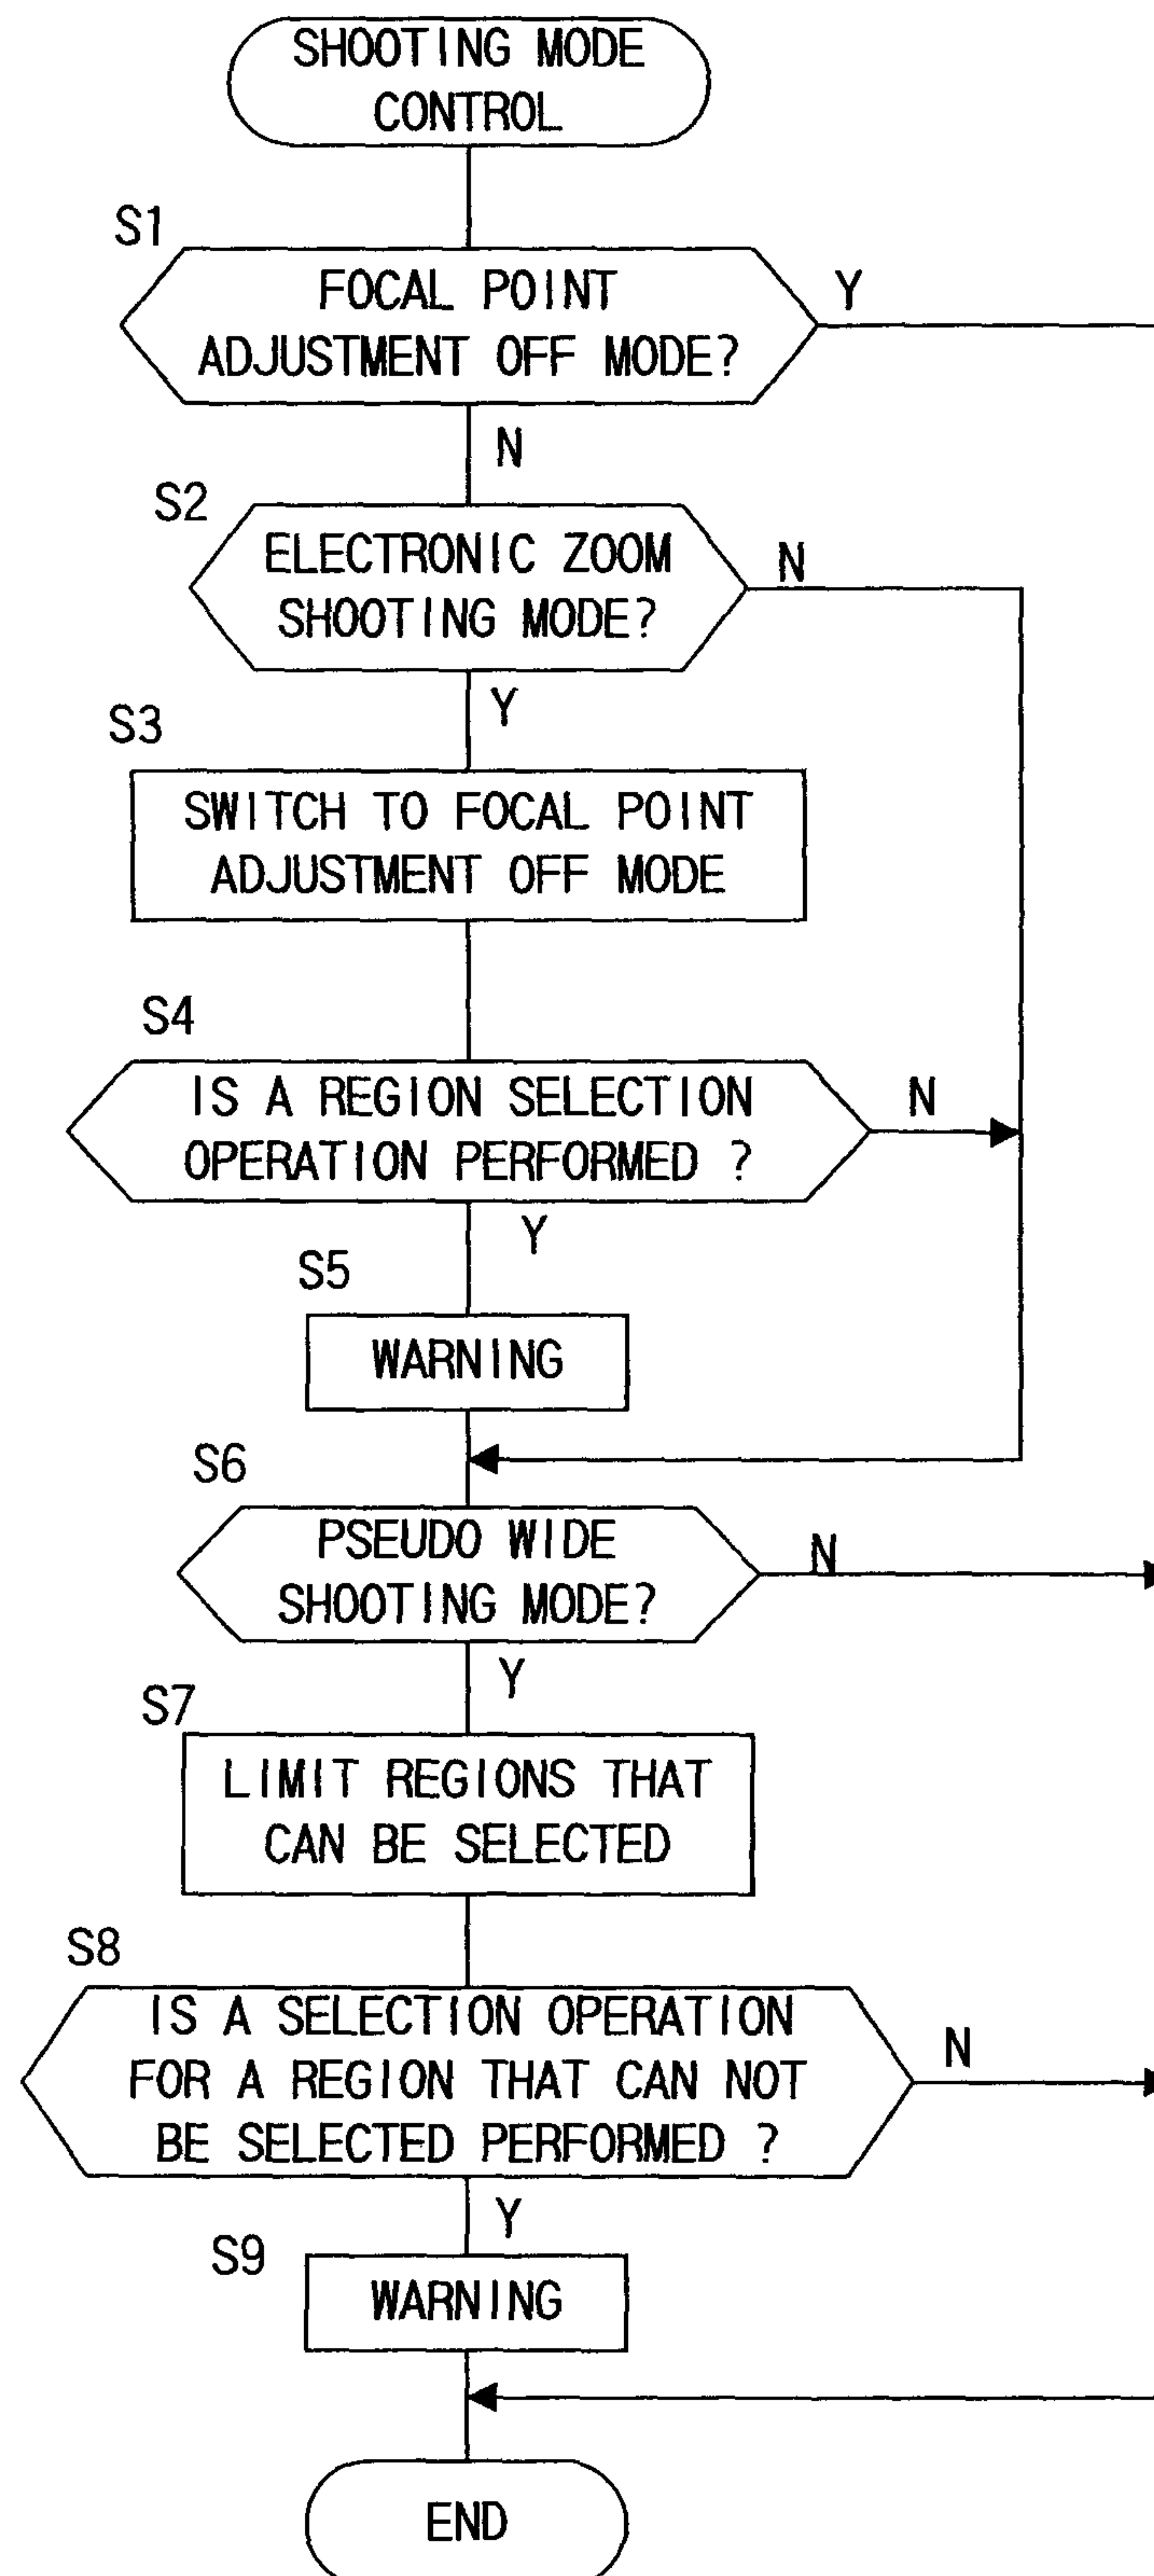 SHOOTING MODE
CONTROL
S1
FOCAL POINT
ADJUSTMENT OFF MODE?
Y
N
S2
ELECTRONIC ZOOM
SHOOTING MODE?
N
Y
S3
SWITCH TO FOCAL POINT
ADJUSTMENT OFF MODE
S4
IS A REGION SELECTION
OPERATION PERFORMED ?
N
Y
S5
WARNING
S6
PSEUDO WIDE
SHOOTING MODE?
N
Y
S7
LIMIT REGIONS THAT
CAN BE SELECTED
S8
IS A SELECTION OPERATION
FOR A REGION THAT CAN NOT
BE SELECTED PERFORMED ?
N
Y
S9
WARNING
END